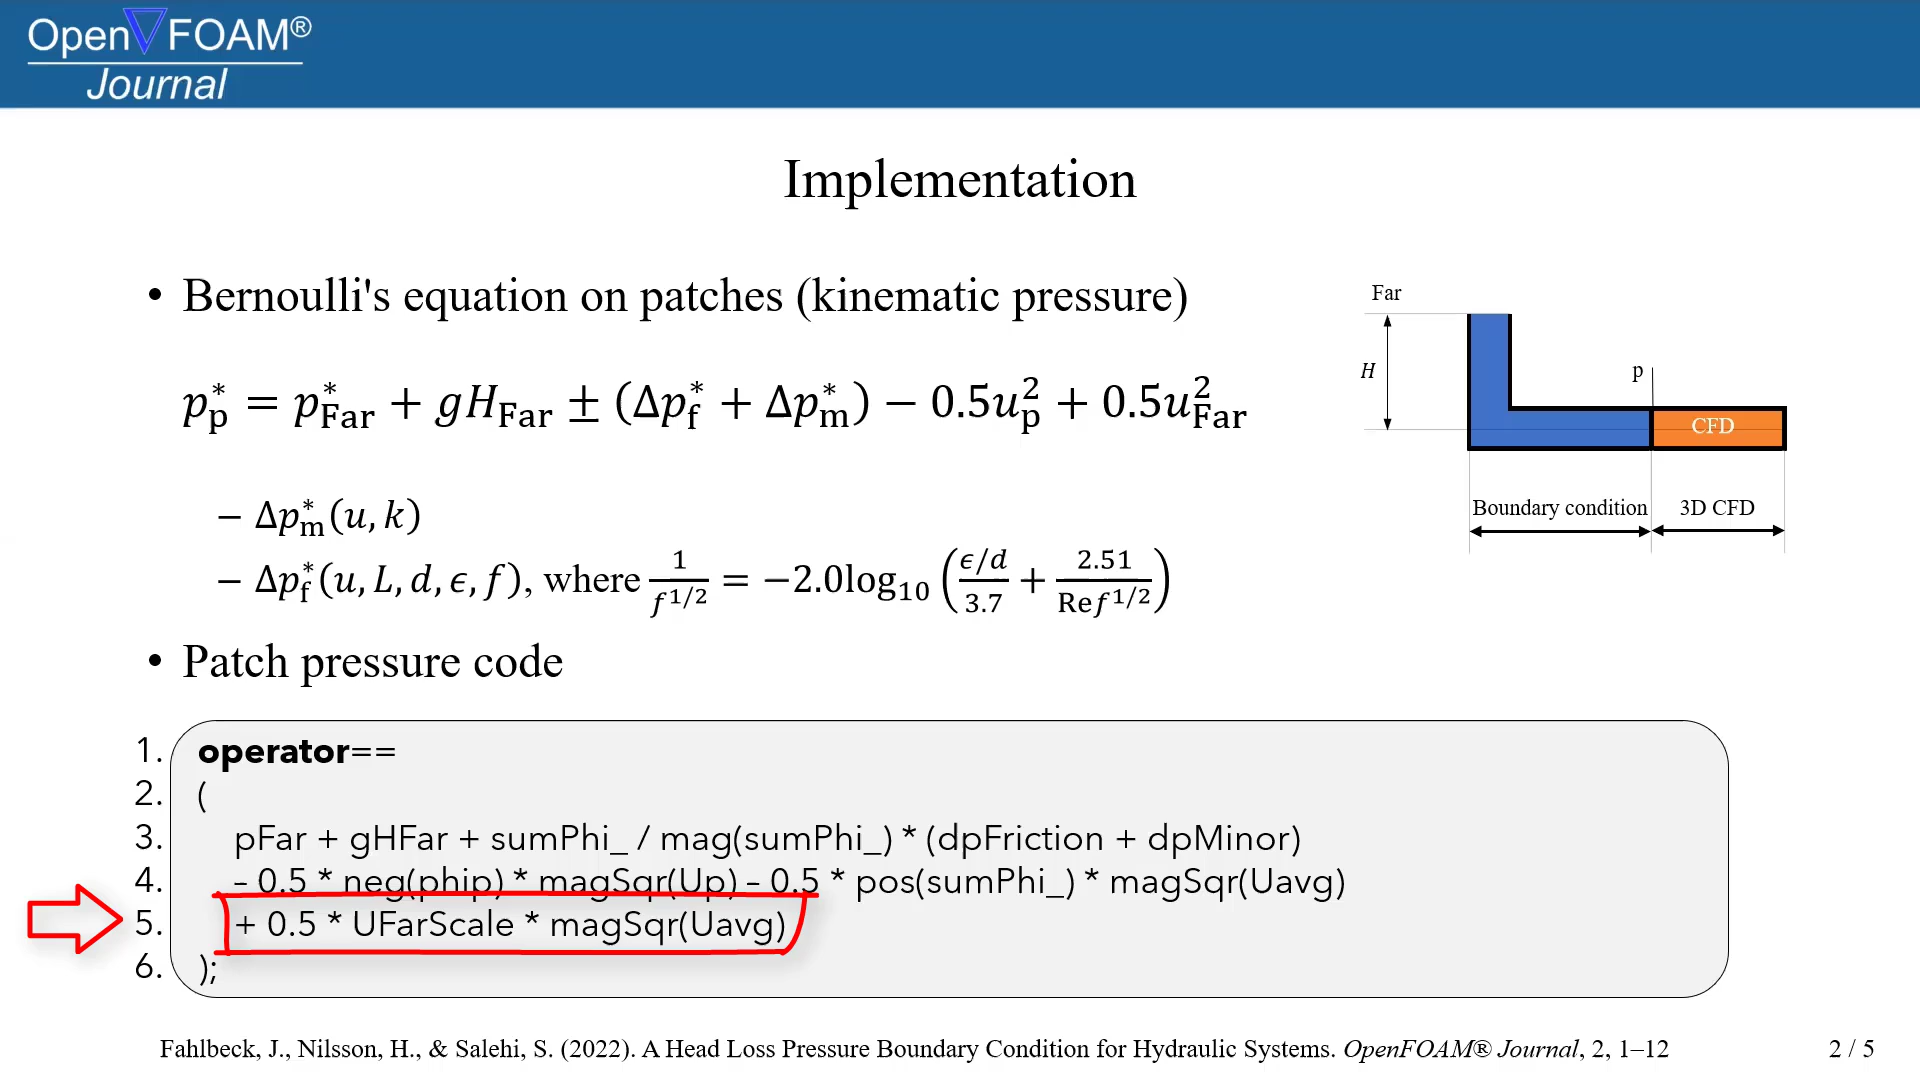 Open∇FOAM®
Journal
Implementation
• Bernoulli's equation on patches (kinematic pressure)
p*ₚ = p*_Far + gH_Far ± (Δp*_f + Δp*_m) − 0.5u²_p + 0.5u²_Far
− Δp*_m(u, k)
− Δp*_f(u, L, d, ϵ, f), where 1/f^{1/2} = −2.0log₁₀ (ϵ/d / 3.7 + 2.51 / Ref^{1/2})
Far
H
p
CFD
Boundary condition
3D CFD
• Patch pressure code
1. operator==
2. (
3. pFar + gHFar + sumPhi_ / mag(sumPhi_) * (dpFriction + dpMinor)
4. – 0.5 * neg(phip) * magSqr(Up) – 0.5 * pos(sumPhi_) * magSqr(Uavg)
5. + 0.5 * UFarScale * magSqr(Uavg)
6. );
Fahlbeck, J., Nilsson, H., & Salehi, S. (2022). A Head Loss Pressure Boundary Condition for Hydraulic Systems. OpenFOAM® Journal, 2, 1–12
2 / 5